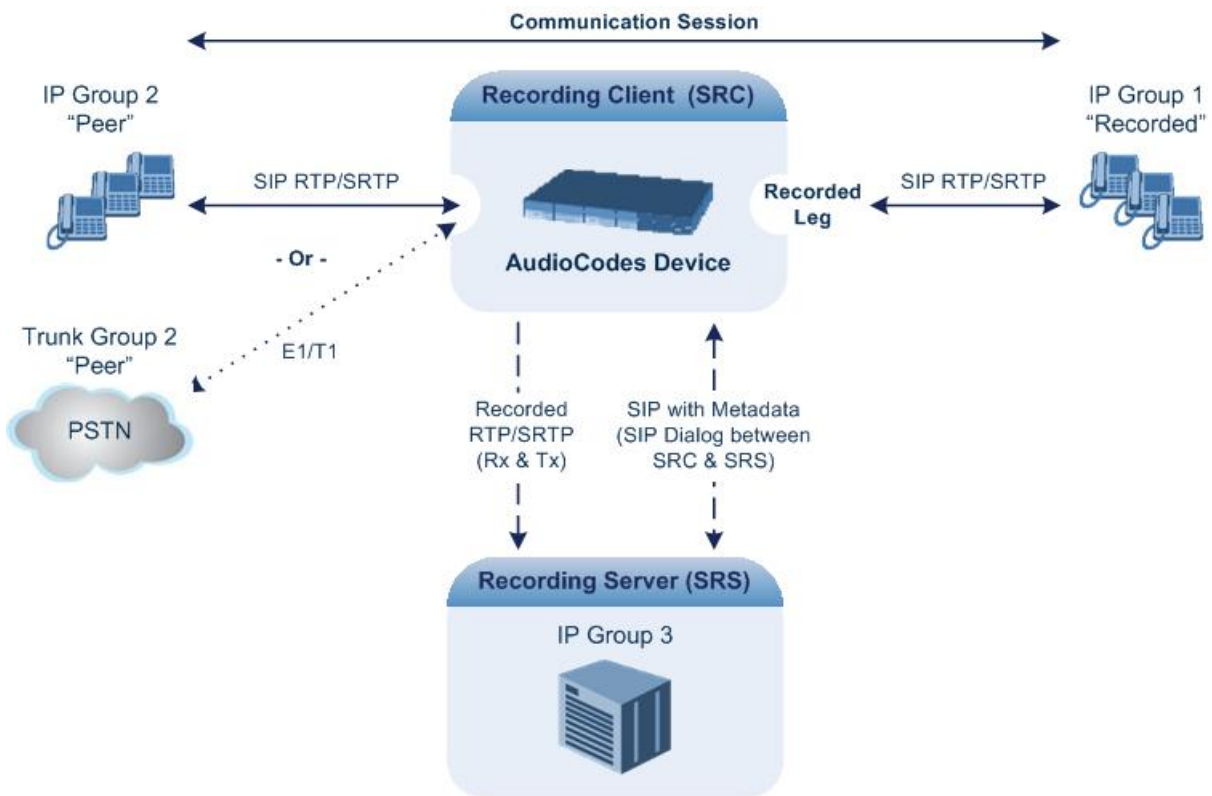 Communication Session
IP Group 2
“Peer”
Recording Client (SRC)
IP Group 1
“Recorded”
SIP RTP/SRTP
Recorded
Leg
SIP RTP/SRTP
- Or -
AudioCodes Device
Trunk Group 2
“Peer”
E1/T1
PSTN
Recorded
RTP/SRTP
(Rx & Tx)
SIP with Metadata
(SIP Dialog between
SRC & SRS)
Recording Server (SRS)
IP Group 3